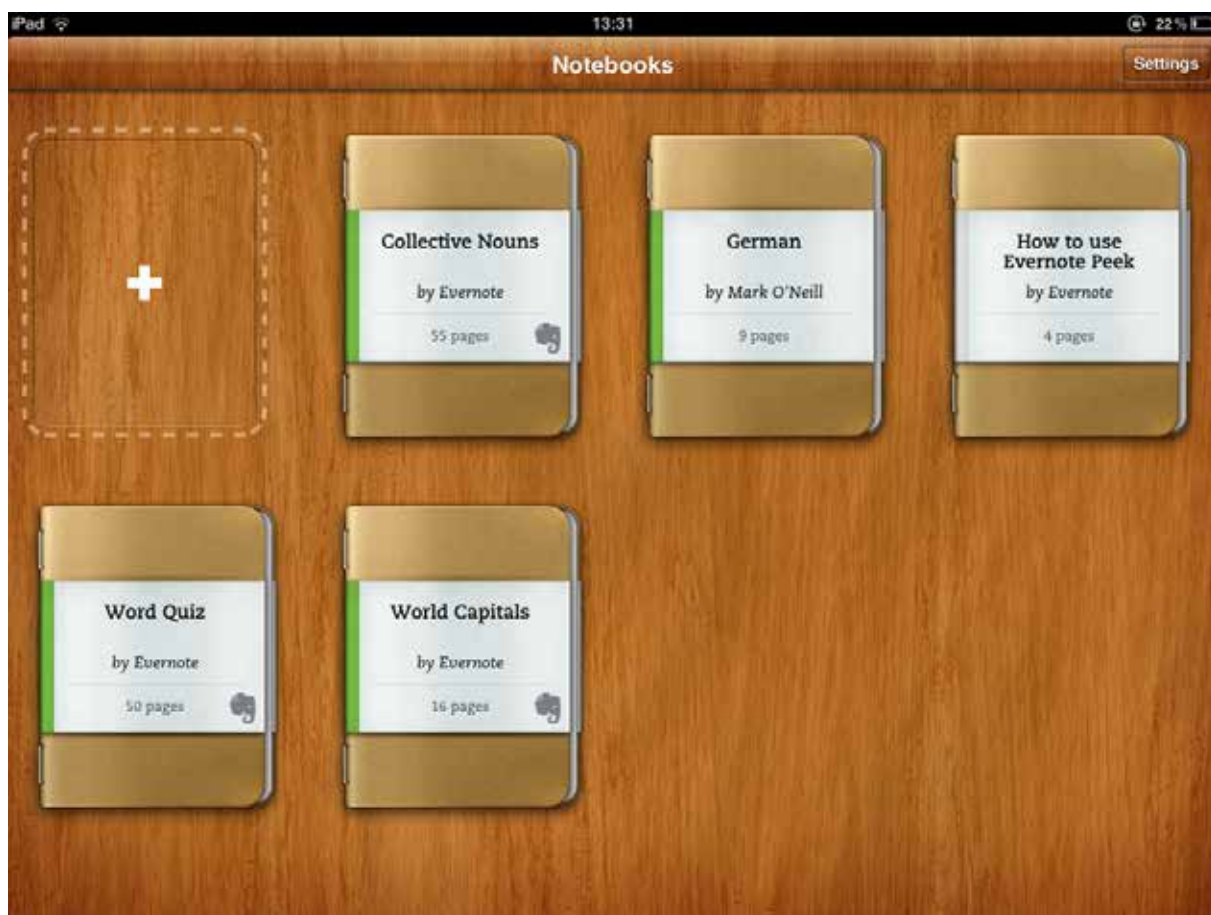 iPad 13:31 22%
Notebooks Settings
Collective Nouns
by Evernote
55 pages
German
by Mark O'Neill
9 pages
How to use
Evernote Peek
by Evernote
4 pages
Word Quiz
by Evernote
50 pages
World Capitals
by Evernote
16 pages